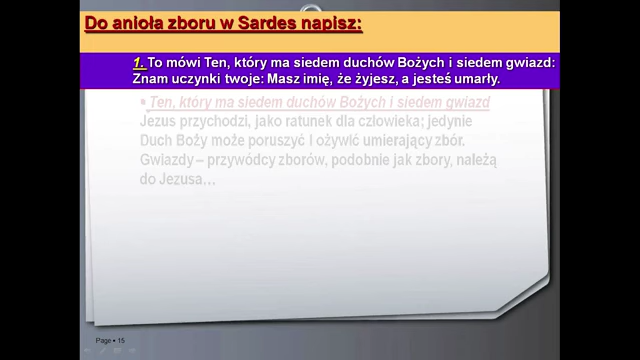 Do anioła zboru w Sardes napisz:
1. To mówi Ten, który ma siedem duchów Bożych i siedem gwiazd:
Znam uczynki twoje: Masz imię, że żyjesz, a jesteś umarły.
• Ten, który ma siedem duchów Bożych i siedem gwiazd
Jezus przychodzi, jako ratunek dla człowieka; jedynie
Duch Boży może poruszyć I ożywić umierający zbór.
Gwiazdy – przywódcy zborów, podobnie jak zbory, należą
do Jezusa…
Page ▪ 15